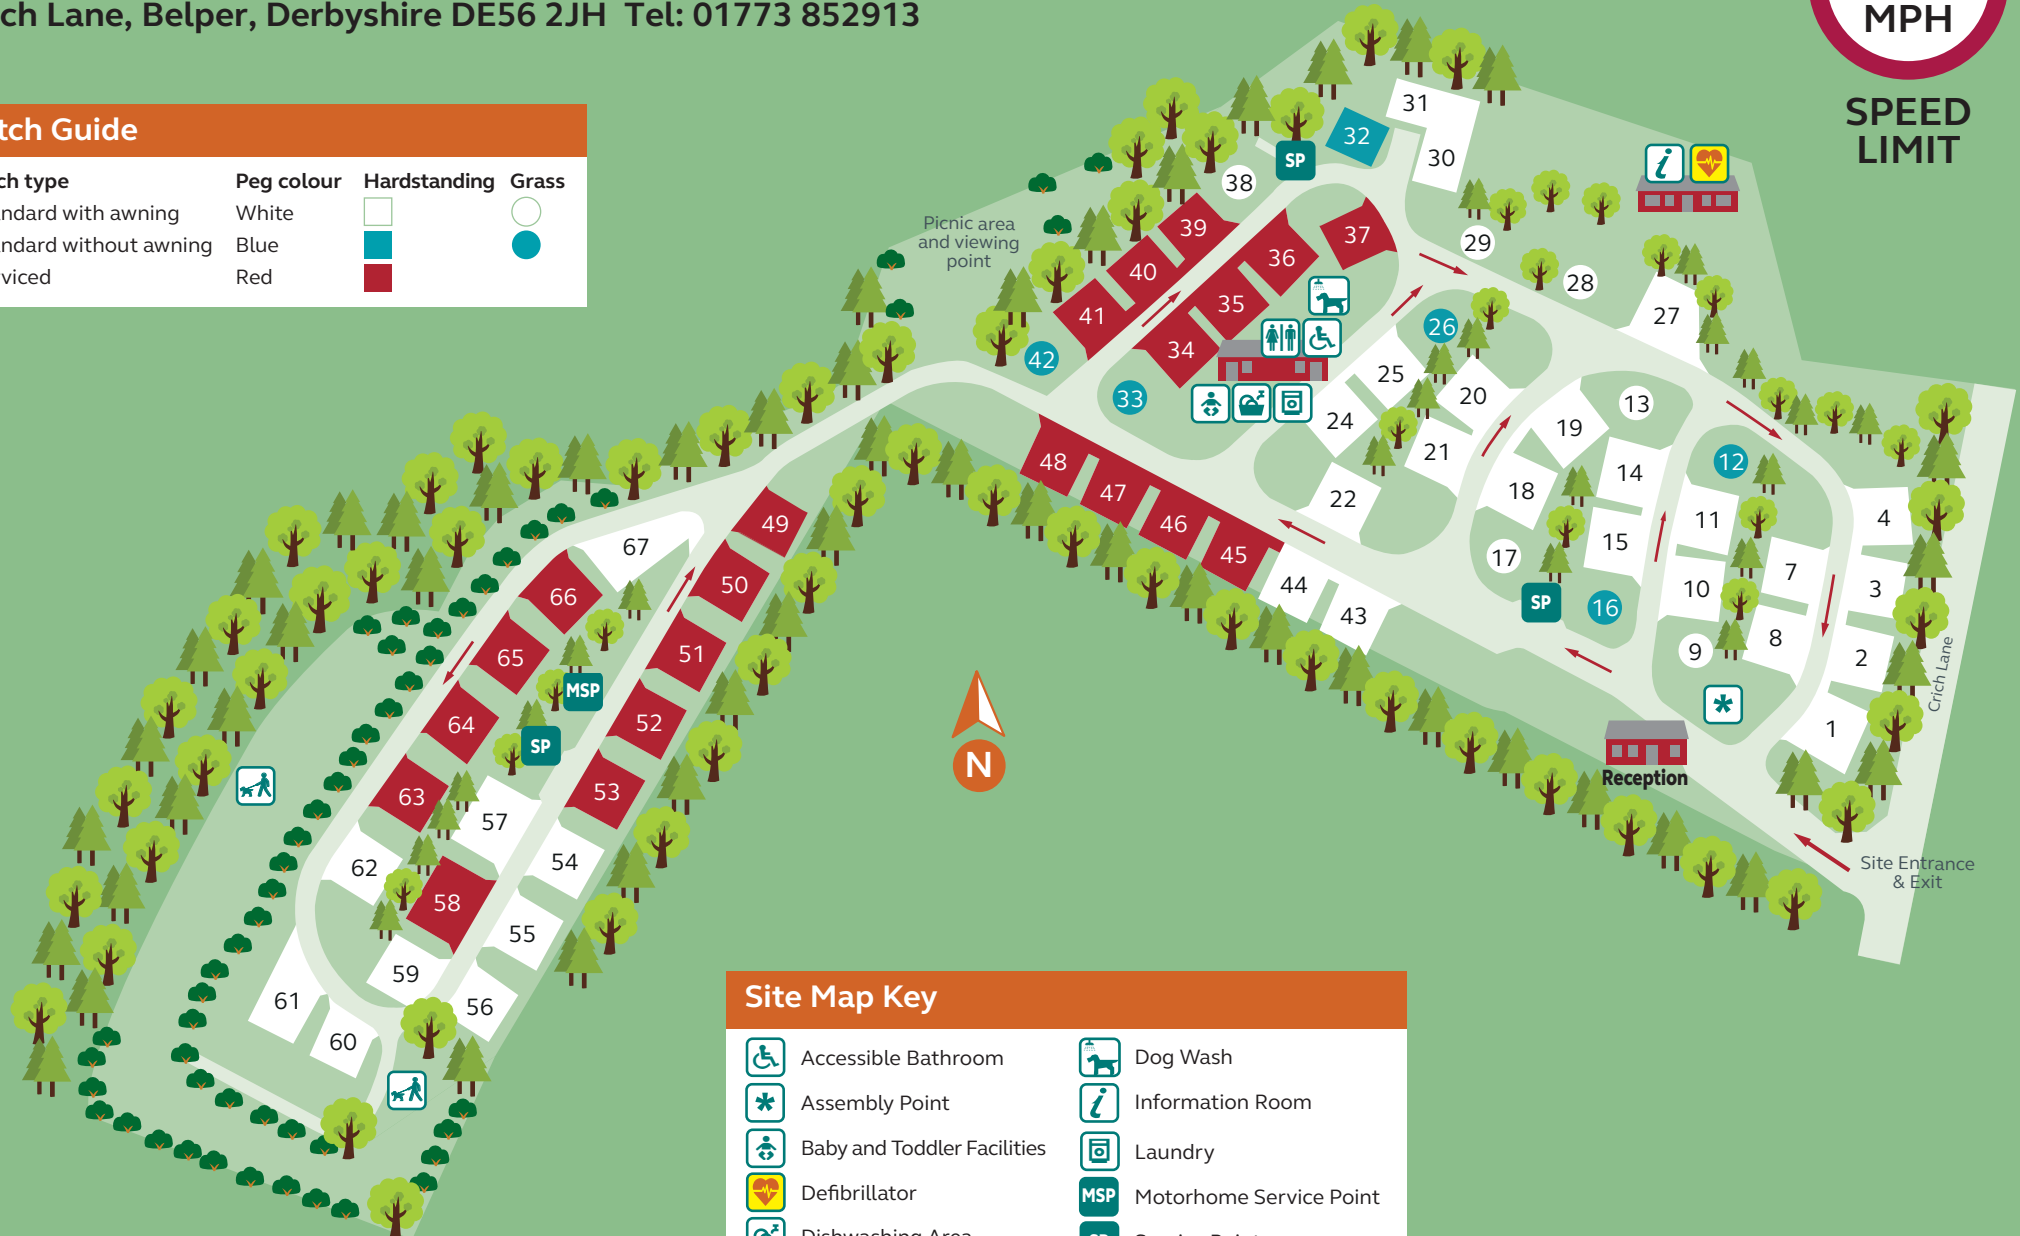 ch Lane, Belper, Derbyshire DE56 2JH Tel: 01773 852913
MPH
SPEED
LIMIT
tch Guide
ch type Peg colour Hardstanding Grass
ndard with awning White
ndard without awning Blue
rviced Red
Picnic area
and viewing
point
31
32
30
SP
38
39
37
29
36
40
28
35
41
27
26
34
42
25
33
20
24
13
19
21
48
12
14
47
18
22
46
11
4
49
67
15
45
17
7
50
44
10
3
66
SP
16
43
8
51
65
9
2
MSP
52
64
*
1
SP
53
63
57
54
62
58
55
59
61
56
60
N
Crich Lane
Reception
Site Entrance
& Exit
Site Map Key
Accessible Bathroom
Assembly Point
Baby and Toddler Facilities
Defibrillator
Dishwashing Area
Dog Wash
i Information Room
Laundry
MSP Motorhome Service Point
SP Service Point